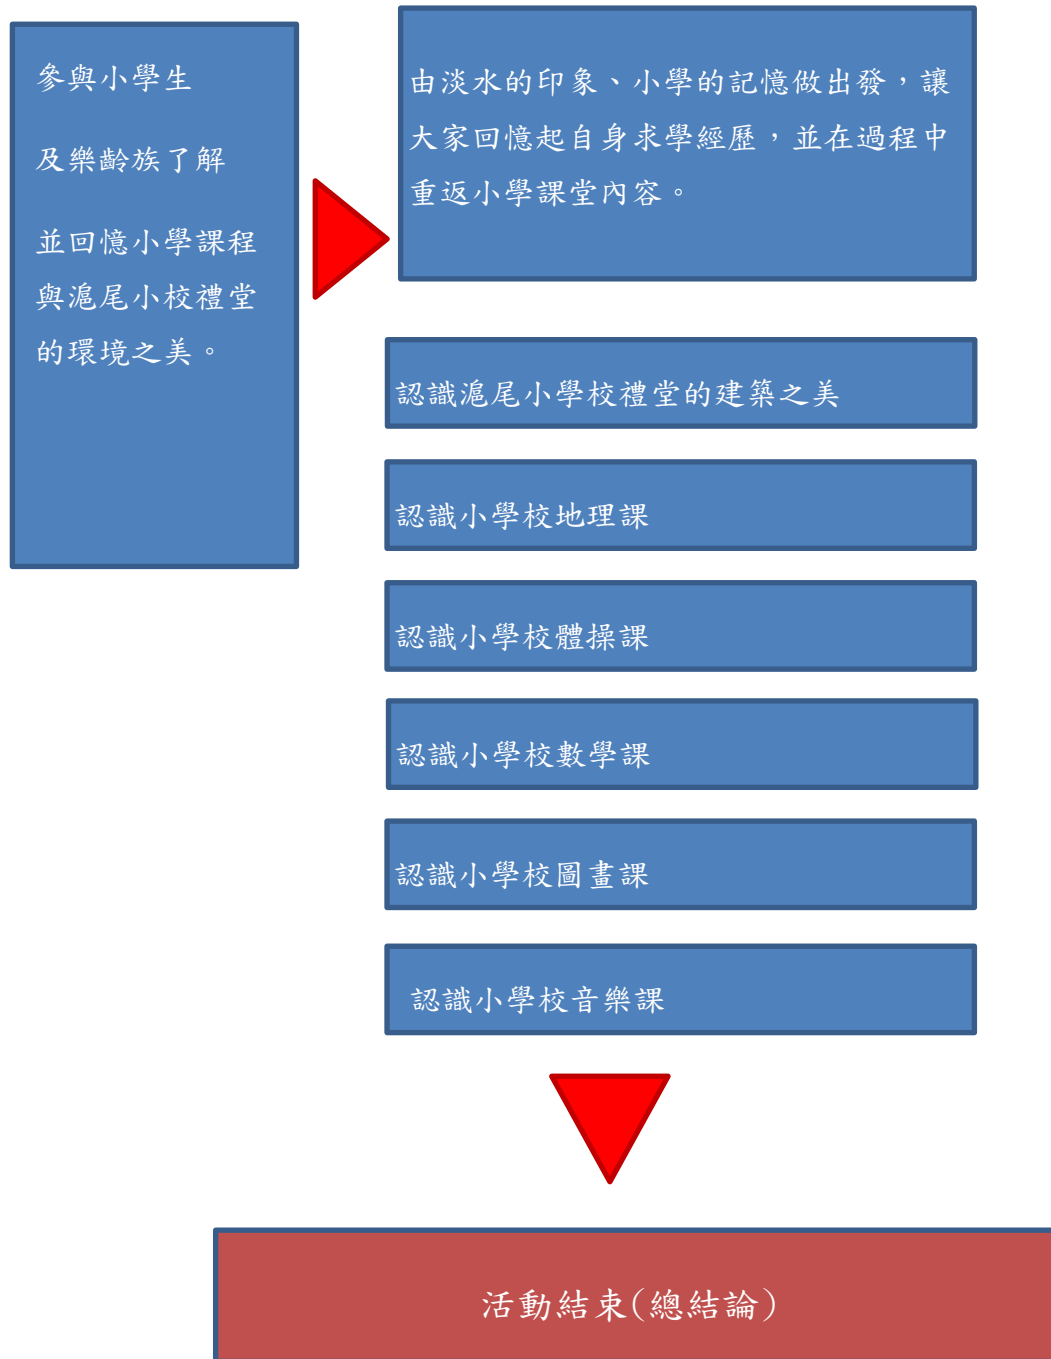 參與小學生
及樂齡族了解
並回憶小學課程
與滬尾小校禮堂
的環境之美。
由淡水的印象、小學的記憶做出發，讓
大家回憶起自身求學經歷，並在過程中
重返小學課堂內容。
認識滬尾小學校禮堂的建築之美
認識小學校地理課
認識小學校體操課
認識小學校數學課
認識小學校圖畫課
認識小學校音樂課
活動結束(總結論)